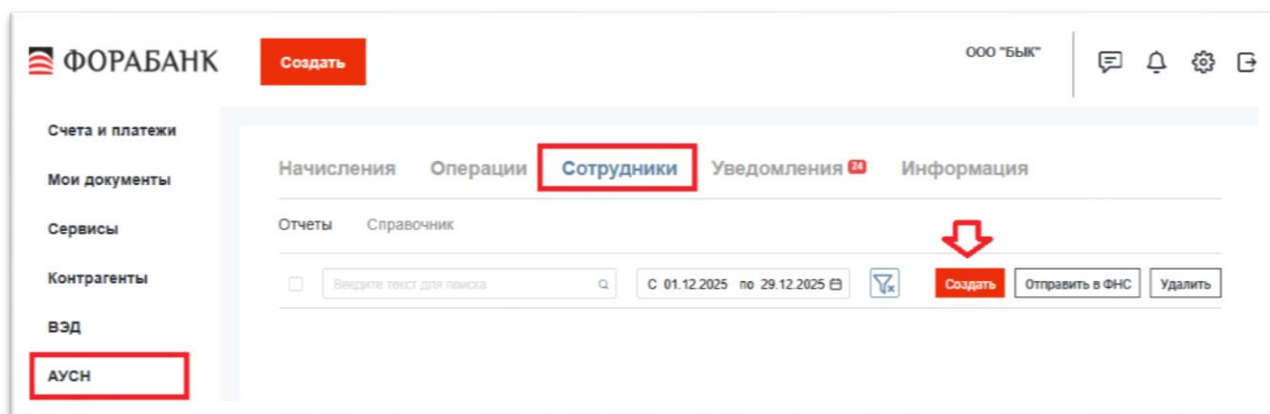 ФОРАБАНК
Создать
ООО "БЫК"
Счета и платежи
Мои документы
Сервисы
Контрагенты
ВЭД
АУСН
Начисления Операции Сотрудники Уведомления 24 Информация
Отчеты Справочник
Введите текст для поиска С 01.12.2025 по 29.12.2025 Создать Отправить в ФНС Удалить